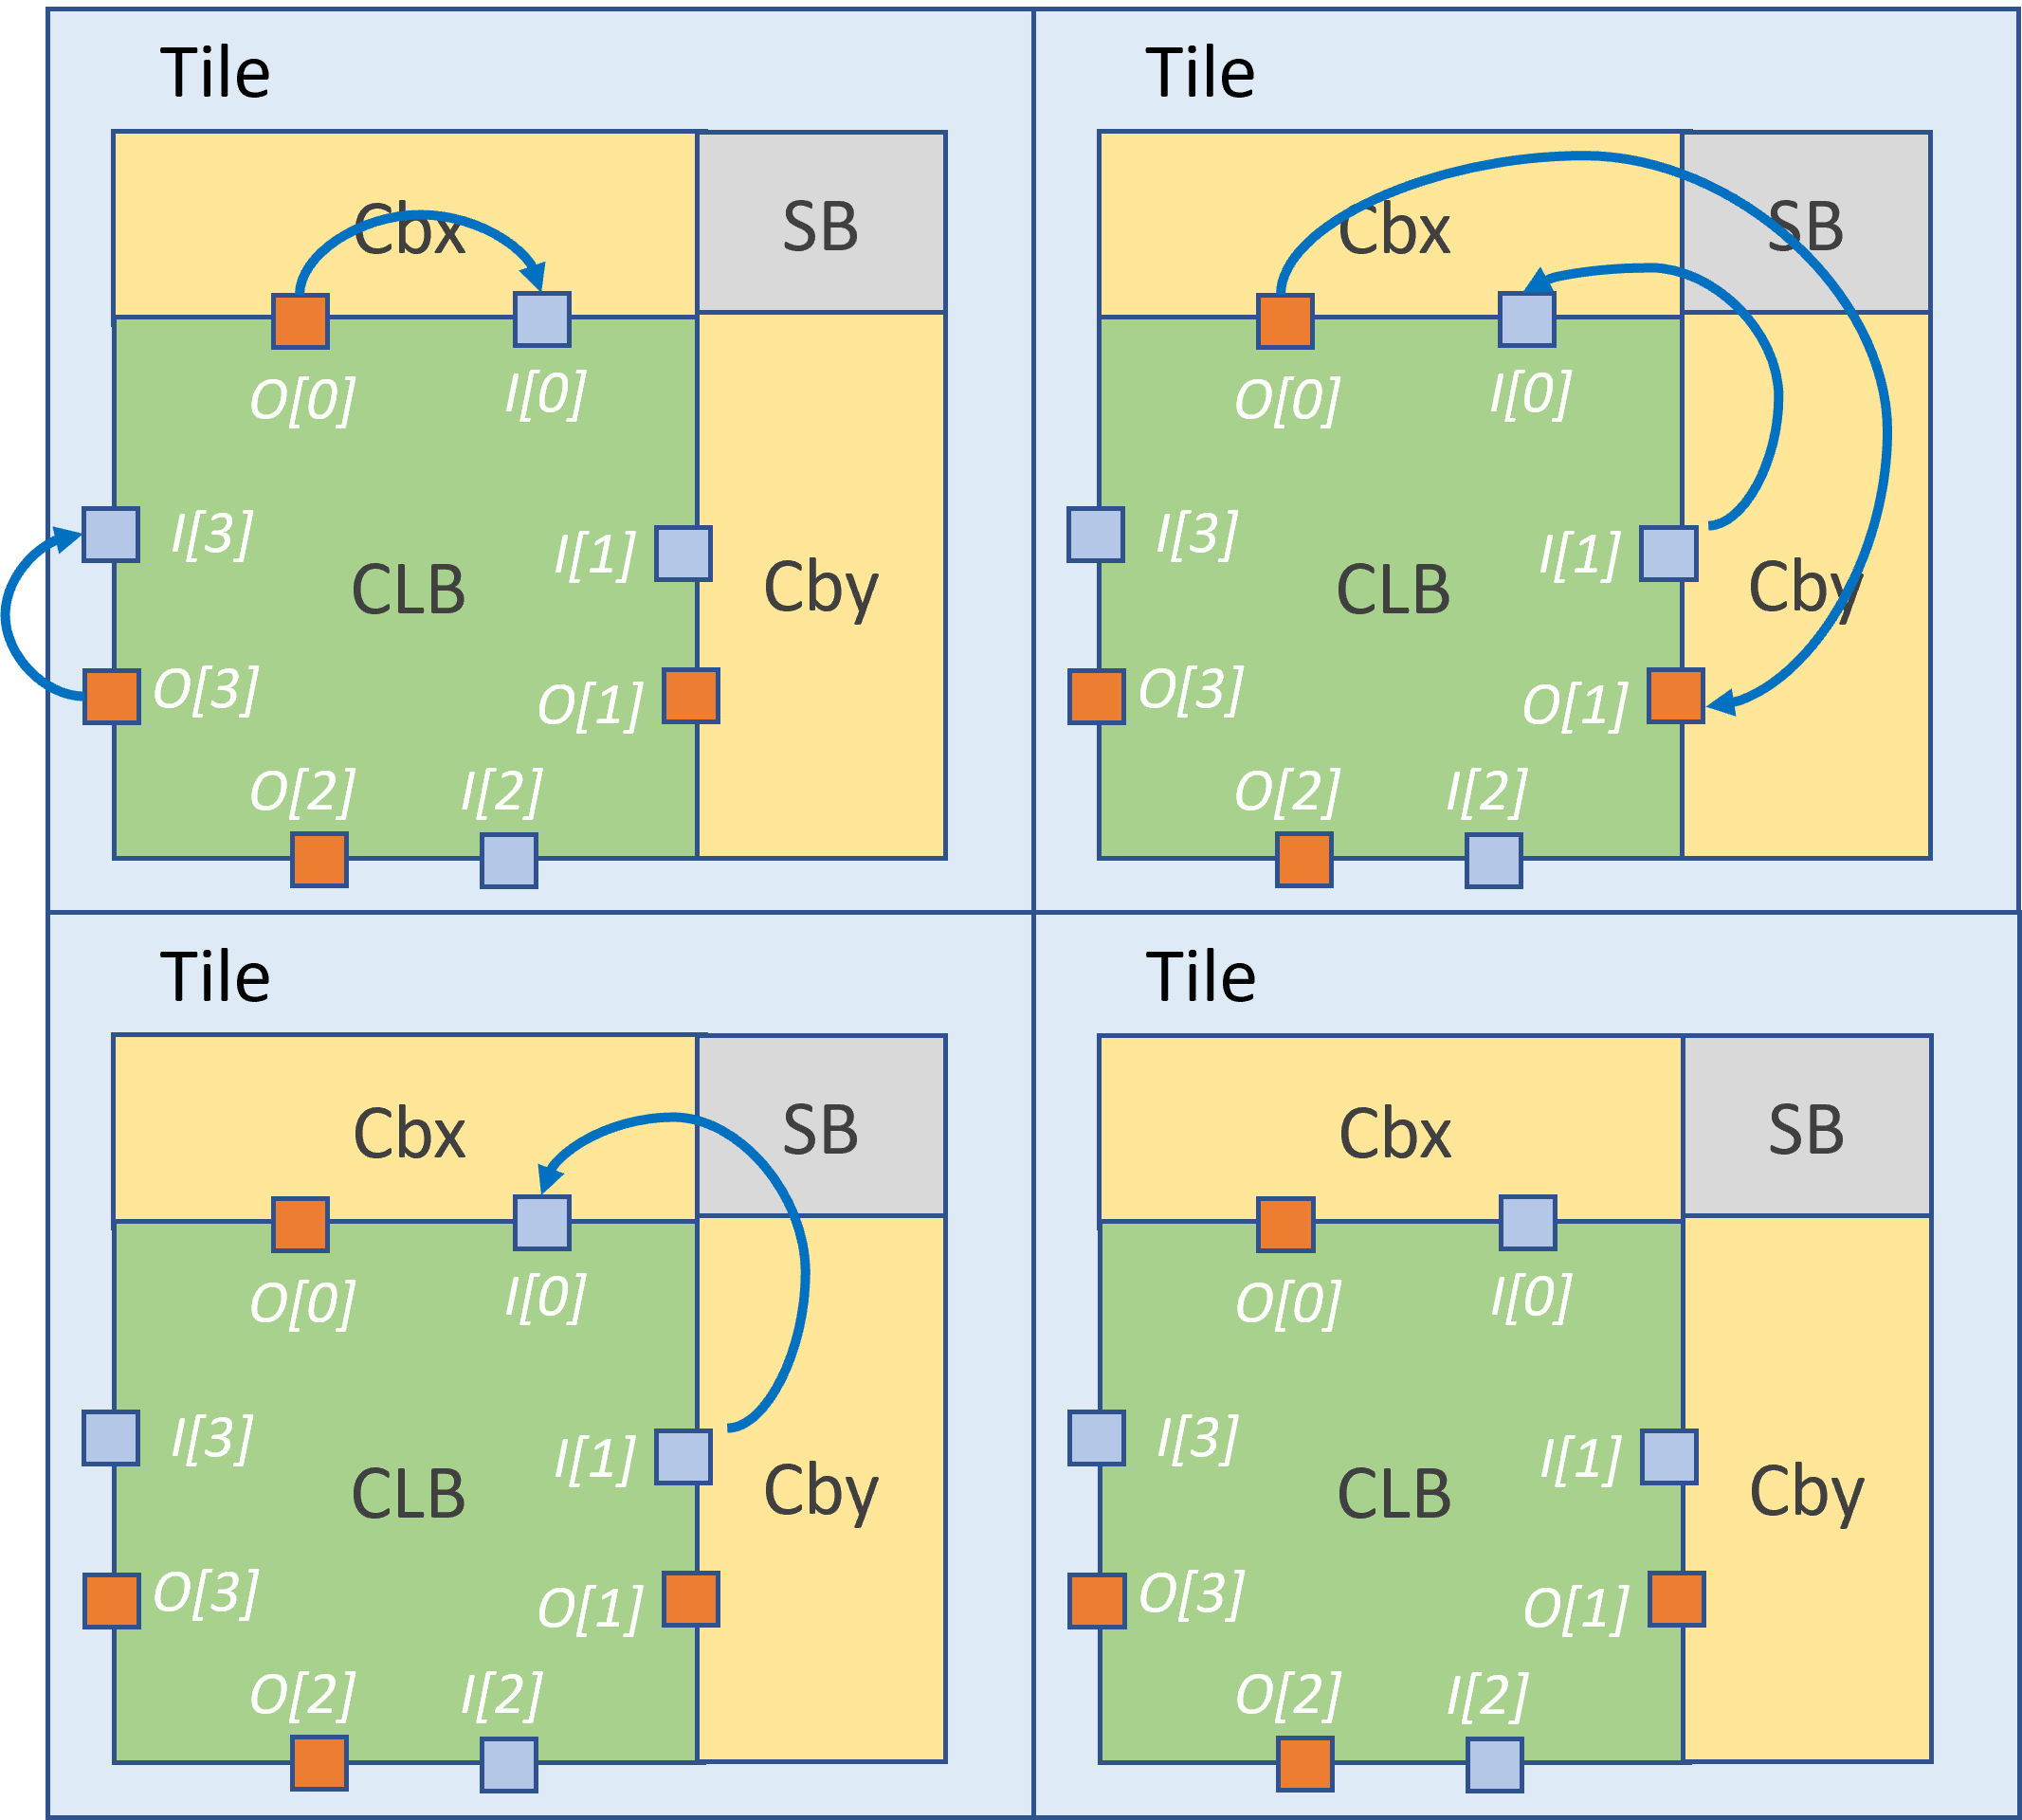 Tile
Cbx
SB
O[0]
I[0]
I[3]
I[1]
CLB
Cby
O[3]
O[1]
O[2]
I[2]
Tile
Cbx
SB
O[0]
I[0]
I[3]
I[1]
CLB
Cby
O[3]
O[1]
O[2]
I[2]
Tile
Cbx
SB
O[0]
I[0]
I[3]
I[1]
CLB
Cby
O[3]
O[1]
O[2]
I[2]
Tile
Cbx
SB
O[0]
I[0]
I[3]
I[1]
CLB
Cby
O[3]
O[1]
O[2]
I[2]